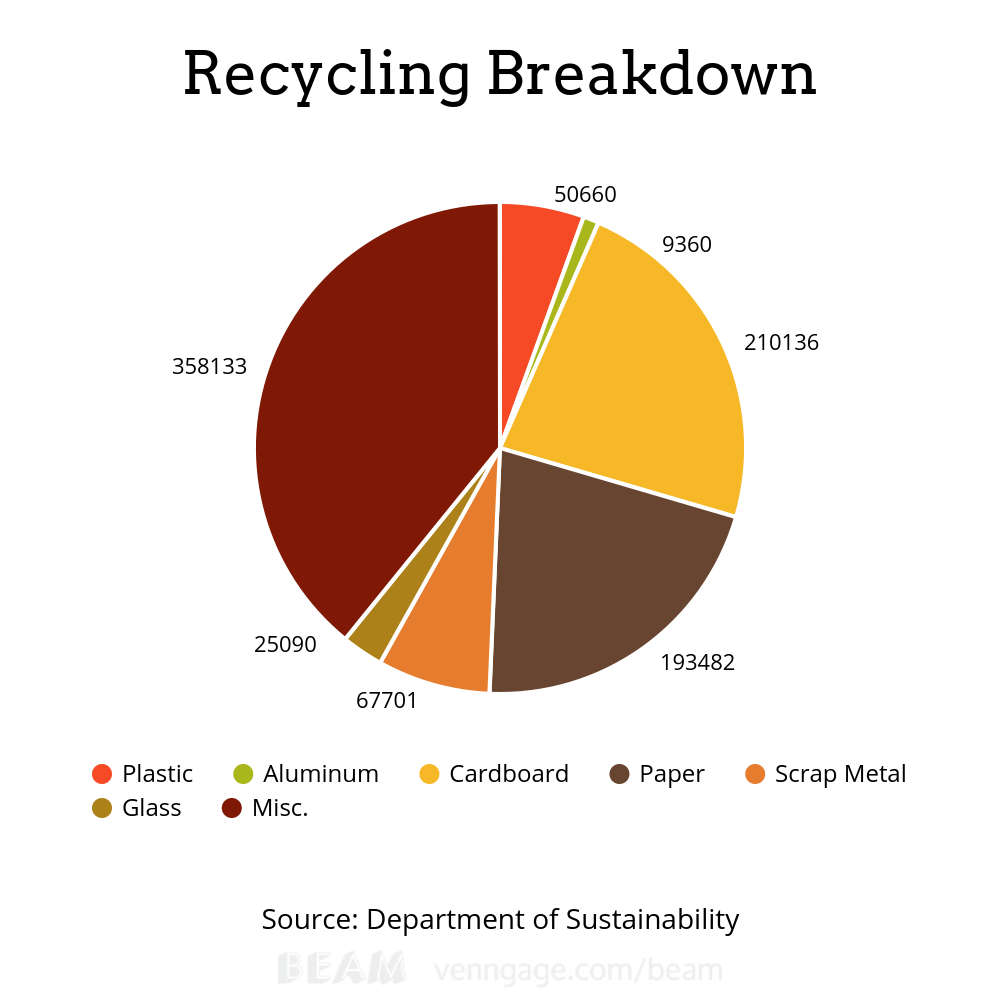 Recycling Breakdown
50660
9360
210136
358133
25090
193482
67701
Plastic Aluminum Cardboard Paper Scrap Metal
Glass Misc.
Source: Department of Sustainability
BEAM venngage.com/beam